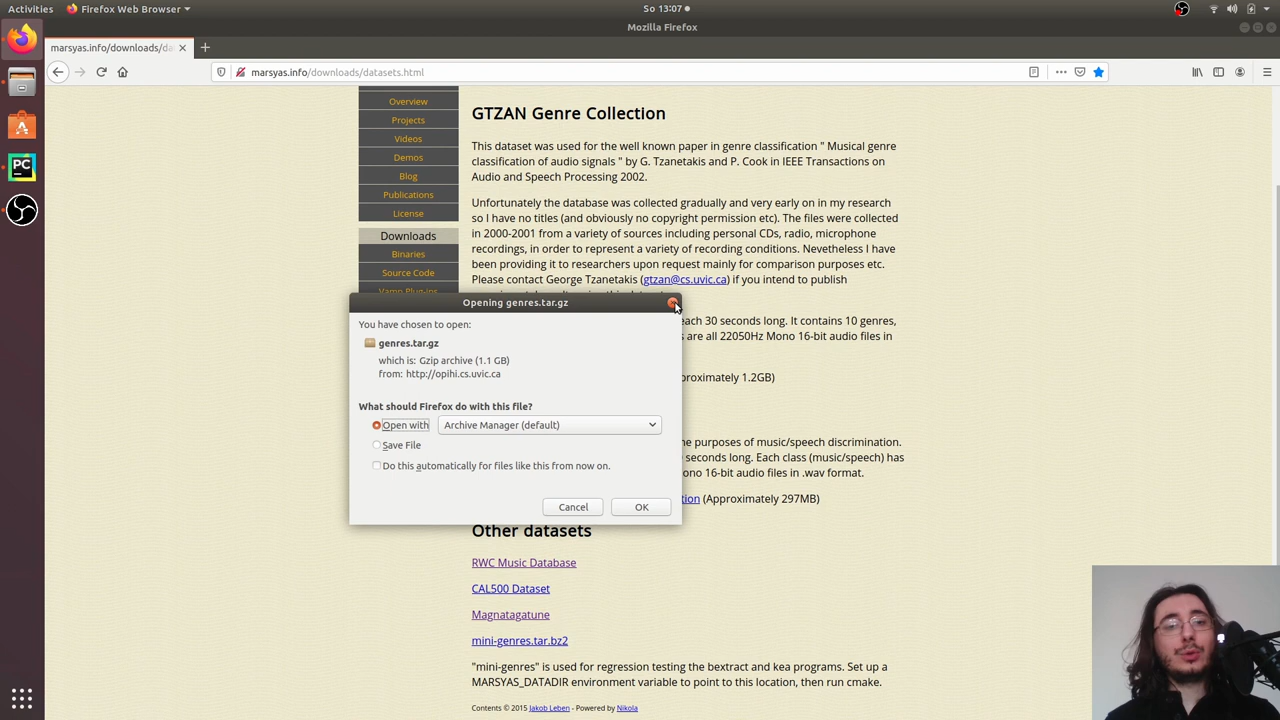 Activities
Firefox Web Browser
So 13:07
Mozilla Firefox
marsyas.info/downloads/da
marsyas.info/downloads/datasets.html
Overview
Projects
Videos
Demos
Blog
Publications
License
Downloads
Binaries
Source Code
Vamp Plug-ins
GTZAN Genre Collection
This dataset was used for the well known paper in genre classification " Musical genre
classification of audio signals " by G. Tzanetakis and P. Cook in IEEE Transactions on
Audio and Speech Processing 2002.
Unfortunately the database was collected gradually and very early on in my research
so I have no titles (and obviously no copyright permission etc). The files were collected
in 2000-2001 from a variety of sources including personal CDs, radio, microphone
recordings, in order to represent a variety of recording conditions. Nevetheless I have
been providing it to researchers upon request mainly for comparison purposes etc.
Please contact George Tzanetakis (gtzan@cs.uvic.ca) if you intend to publish
each 30 seconds long. It contains 10 genres,
s are all 22050Hz Mono 16-bit audio files in
proximately 1.2GB)
he purposes of music/speech discrimination.
0 seconds long. Each class (music/speech) has
ono 16-bit audio files in .wav format.
tion (Approximately 297MB)
Opening genres.tar.gz
You have chosen to open:
genres.tar.gz
which is: Gzip archive (1.1 GB)
from: http://opihi.cs.uvic.ca
What should Firefox do with this file?
Open with
Archive Manager (default)
Save File
Do this automatically for files like this from now on.
Cancel
OK
Other datasets
RWC Music Database
CAL500 Dataset
Magnatagatune
mini-genres.tar.bz2
"mini-genres" is used for regression testing the bextract and kea programs. Set up a
MARSYAS_DATADIR environment variable to point to this location, then run cmake.
Contents © 2015 Jakob Leben - Powered by Nikola
PC